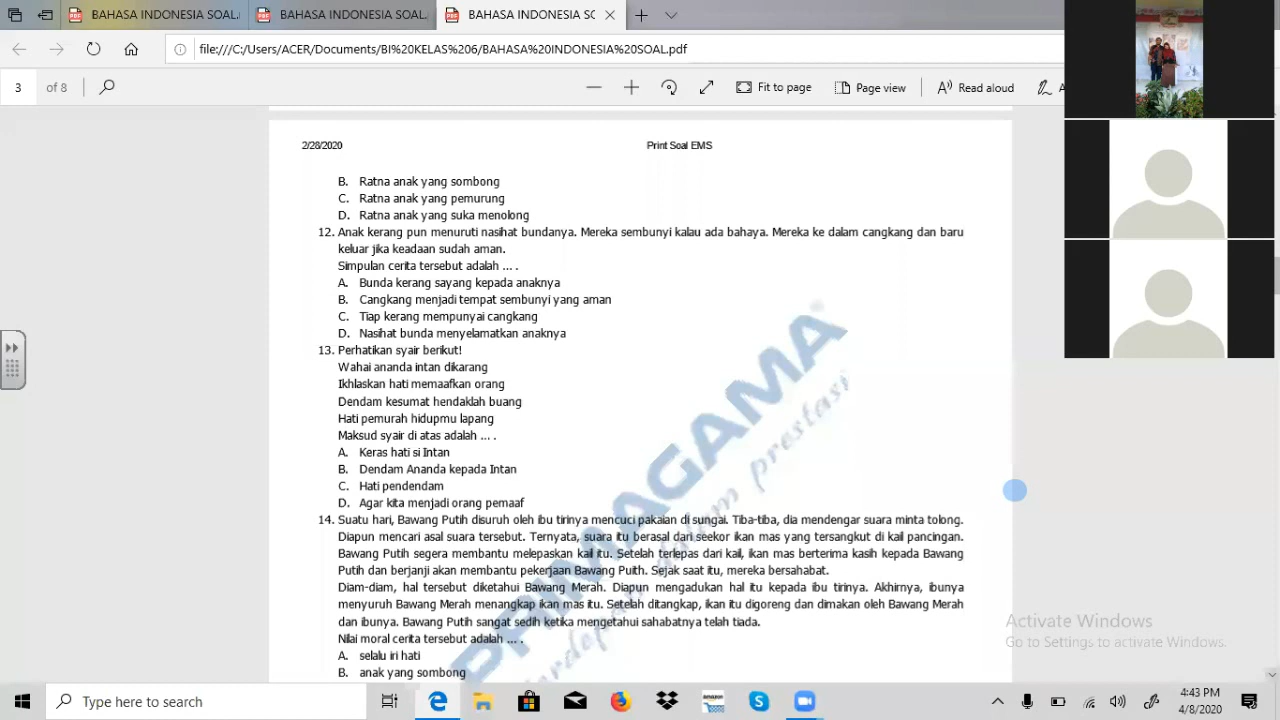 BAHASA INDONESIA SOAL
BAHASA INDONESIA SOAL
BAHASA INDONESIA SC
file:///C:/Users/ACER/Documents/BI%20KELAS%206/BAHASA%20INDONESIA%20SOAL.pdf
3 of 8 Fit to page Page view Read aloud
2/28/2020 Print Soal EMS
B. Ratna anak yang sombong
C. Ratna anak yang pemurung
D. Ratna anak yang suka menolong
12. Anak kerang pun menuruti nasihat bundanya. Mereka sembunyi kalau ada bahaya. Mereka ke dalam cangkang dan baru
keluar jika keadaan sudah aman.
Simpulan cerita tersebut adalah ... .
A. Bunda kerang sayang kepada anaknya
B. Cangkang menjadi tempat sembunyi yang aman
C. Tiap kerang mempunyai cangkang
D. Nasihat bunda menyelamatkan anaknya
13. Perhatikan syair berikut!
Wahai ananda intan dikarang
Ikhlaskan hati memaafkan orang
Dendam kesumat hendaklah buang
Hati pemurah hidupmu lapang
Maksud syair di atas adalah ... .
A. Keras hati si Intan
B. Dendam Ananda kepada Intan
C. Hati pendendam
D. Agar kita menjadi orang pemaaf
14. Suatu hari, Bawang Putih disuruh oleh ibu tirinya mencuci pakaian di sungai. Tiba-tiba, dia mendengar suara minta tolong.
Diapun mencari asal suara tersebut. Ternyata, suara itu berasal dari seekor ikan mas yang tersangkut di kail pancingan.
Bawang Putih segera membantu melepaskan kail itu. Setelah terlepas dari kail, ikan mas berterima kasih kepada Bawang
Putih dan berjanji akan membantu pekerjaan Bawang Puith. Sejak saat itu, mereka bersahabat.
Diam-diam, hal tersebut diketahui Bawang Merah. Diapun mengadukan hal itu kepada ibu tirinya. Akhirnya, ibunya
menyuruh Bawang Merah menangkap ikan mas itu. Setelah ditangkap, ikan itu digoreng dan dimakan oleh Bawang Merah
dan ibunya. Bawang Putih sangat sedih ketika mengetahui sahabatnya telah tiada.
Nilai moral cerita tersebut adalah ... .
A. selalu iri hati
B. anak yang sombong
PRIMAGAMA
terdepan dalam prestasi
Activate Windows
Go to Settings to activate Windows.
Type here to search
4:43 PM
4/8/2020